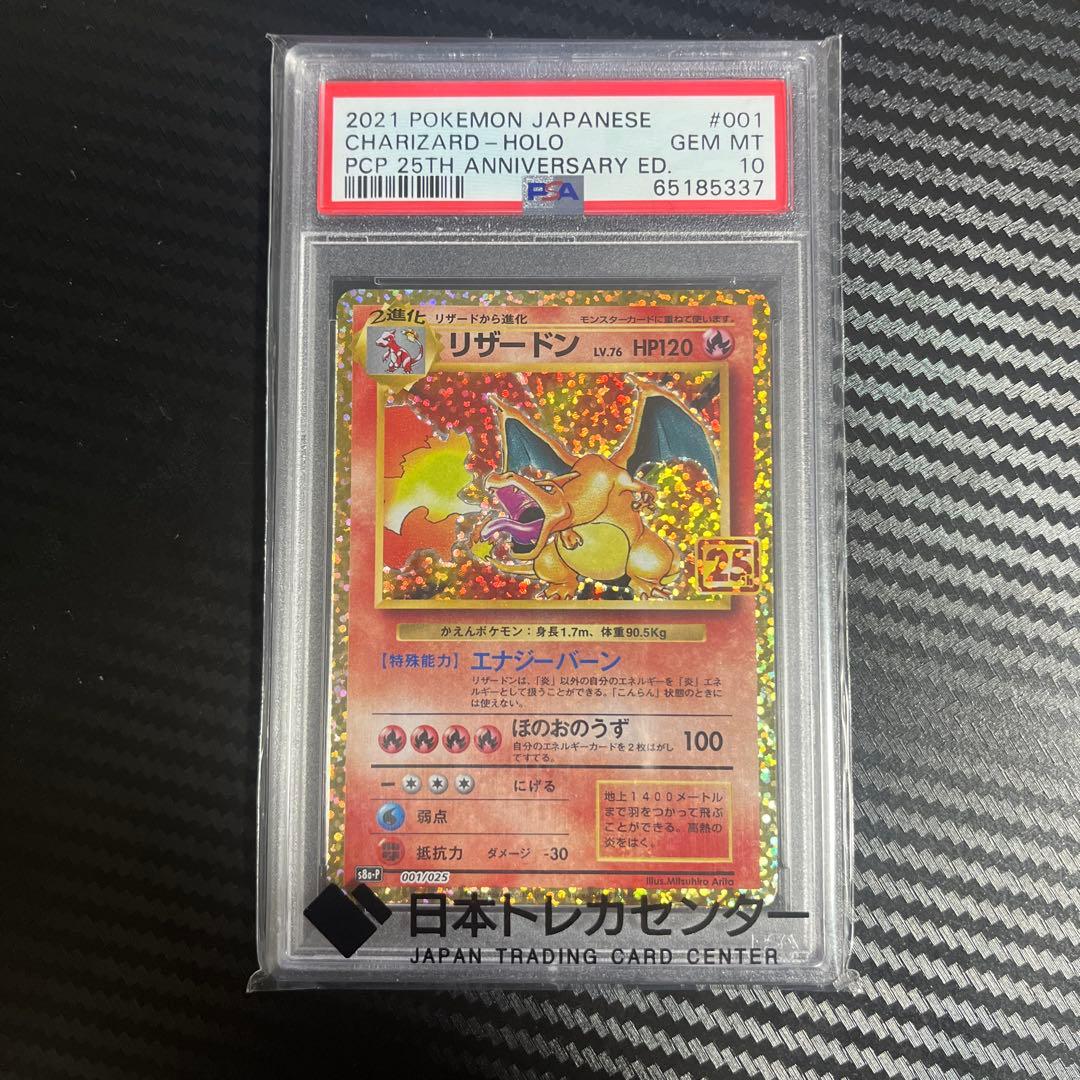 2021 POKEMON JAPANESE #001
CHARIZARD-HOLO GEM MT
PCP 25TH ANNIVERSARY ED. 10
PSA 65185337
2進化 リザードから進化 モンスターカードに重ねて使います。
リザードン LV.76 HP120
25
かえんポケモン：身長1.7m、体重90.5Kg
【特殊能力】エナジーバーン
リザードンは、「炎」以外の自分のエネルギーを「炎」エネ
ルギーとして扱うことができる。「こんらん」状態のときに
は使えない。
ほのおのうず 100
自分のエネルギーカードを2枚はがし
てすてる。
にげる
弱点
抵抗力 ダメージ -30
地上1400メートル
まで羽をつかって飛ぶ
ことができる。高熱の
炎をはく。
s8a-P 001/025 Illus.Mitsuhiro Arita
日本トレカセンター
JAPAN TRADING CARD CENTER